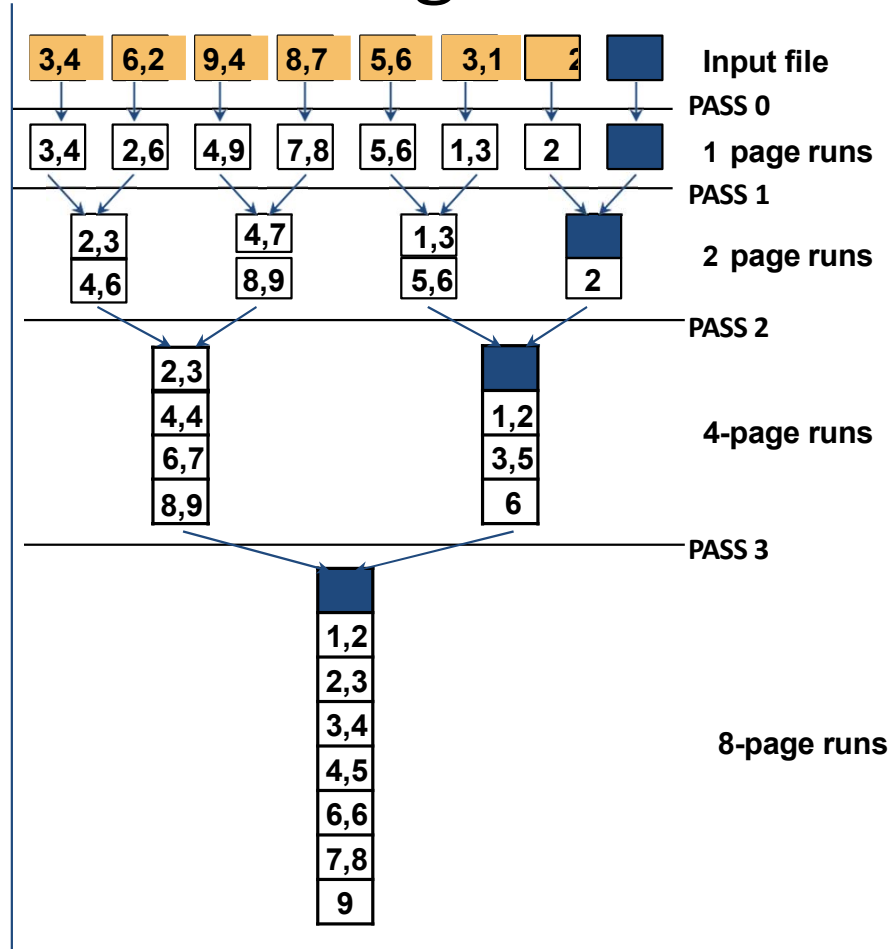 3,4 6,2 9,4 8,7 5,6 3,1 2 Input file
PASS 0
3,4 2,6 4,9 7,8 5,6 1,3 2 1 page runs
PASS 1
2,3 4,7 1,3
2 page runs
4,6 8,9 5,6 2
PASS 2
2,3
4,4 1,2
4-page runs
6,7 3,5
8,9 6
PASS 3
1,2
2,3
3,4
8-page runs
4,5
6,6
7,8
9